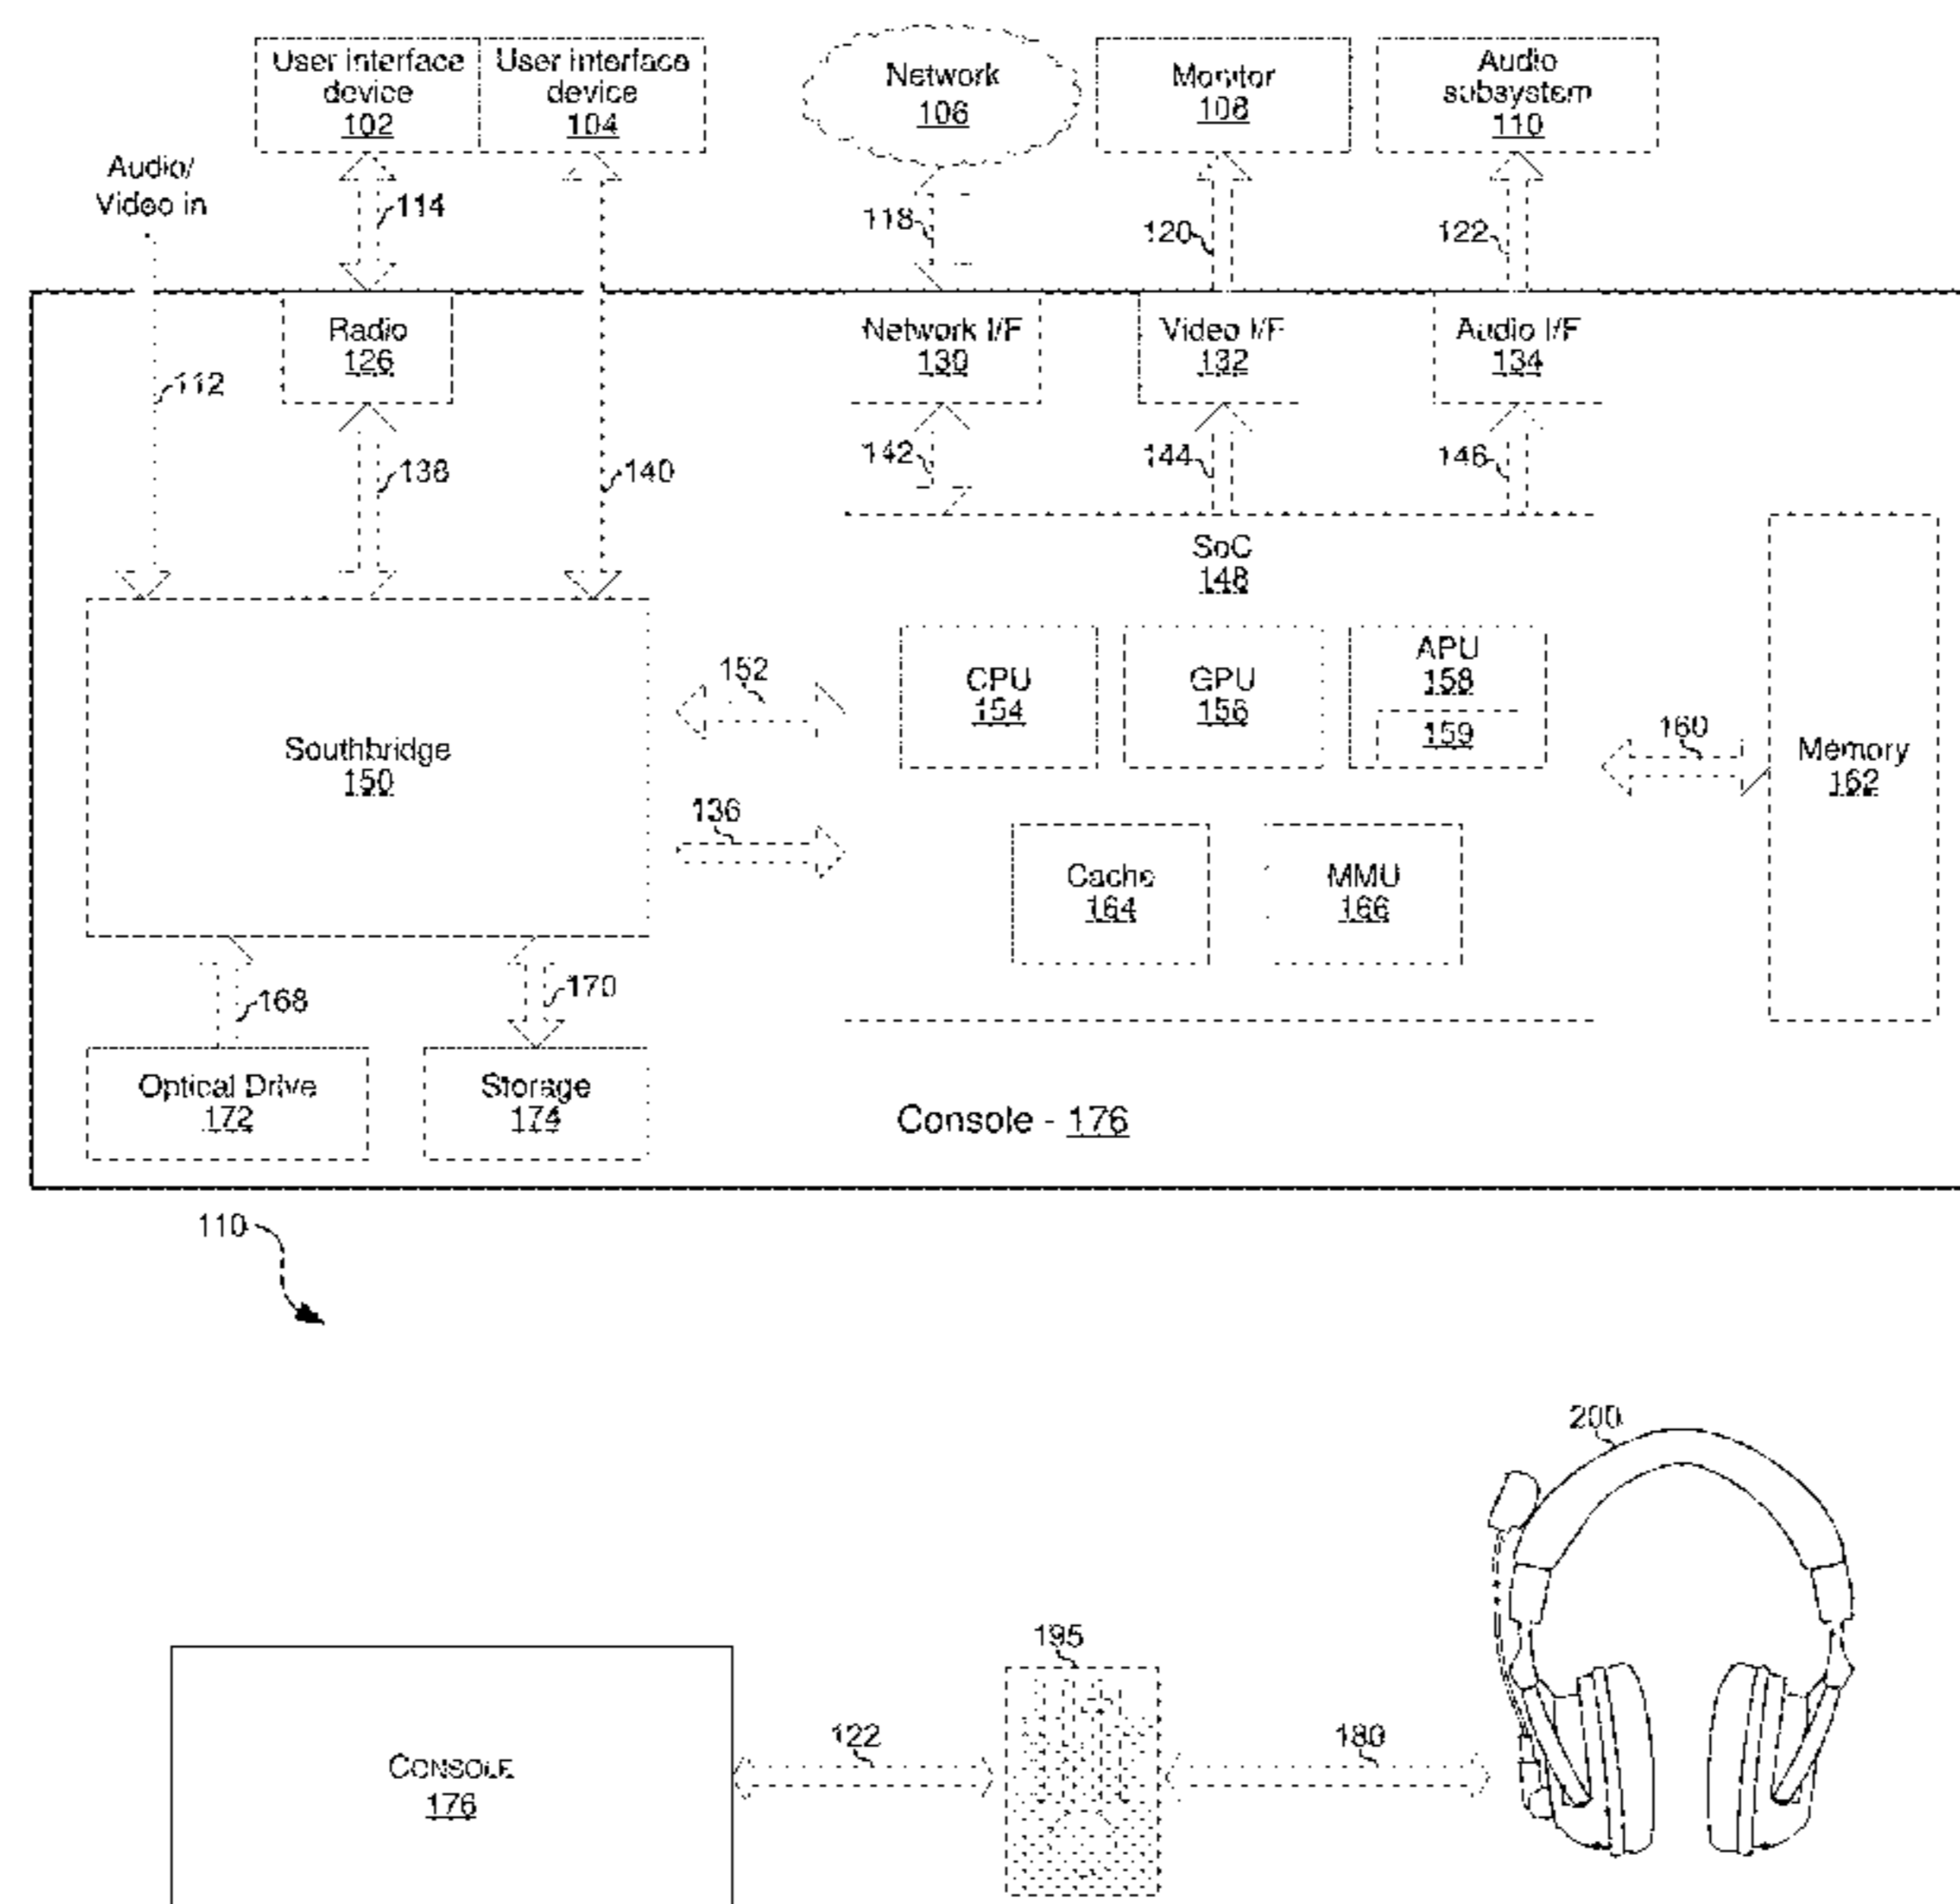 User interface
device
102
User interface
device
104
Network
106
Monitor
108
Audio
subsystem
110
Audio/
Video in
114
118
120
122
Radio
126
Network I/F
130
Video I/F
132
Audio I/F
134
112
138
140
142
144
146
SoC
148
152
CPU
154
GPU
156
APU
158
159
160
Memory
162
Southbridge
150
136
Cache
164
MMU
166
168
170
Optical Drive
172
Storage
174
Console - 176
110
200
195
122
180
CONSOLE
176